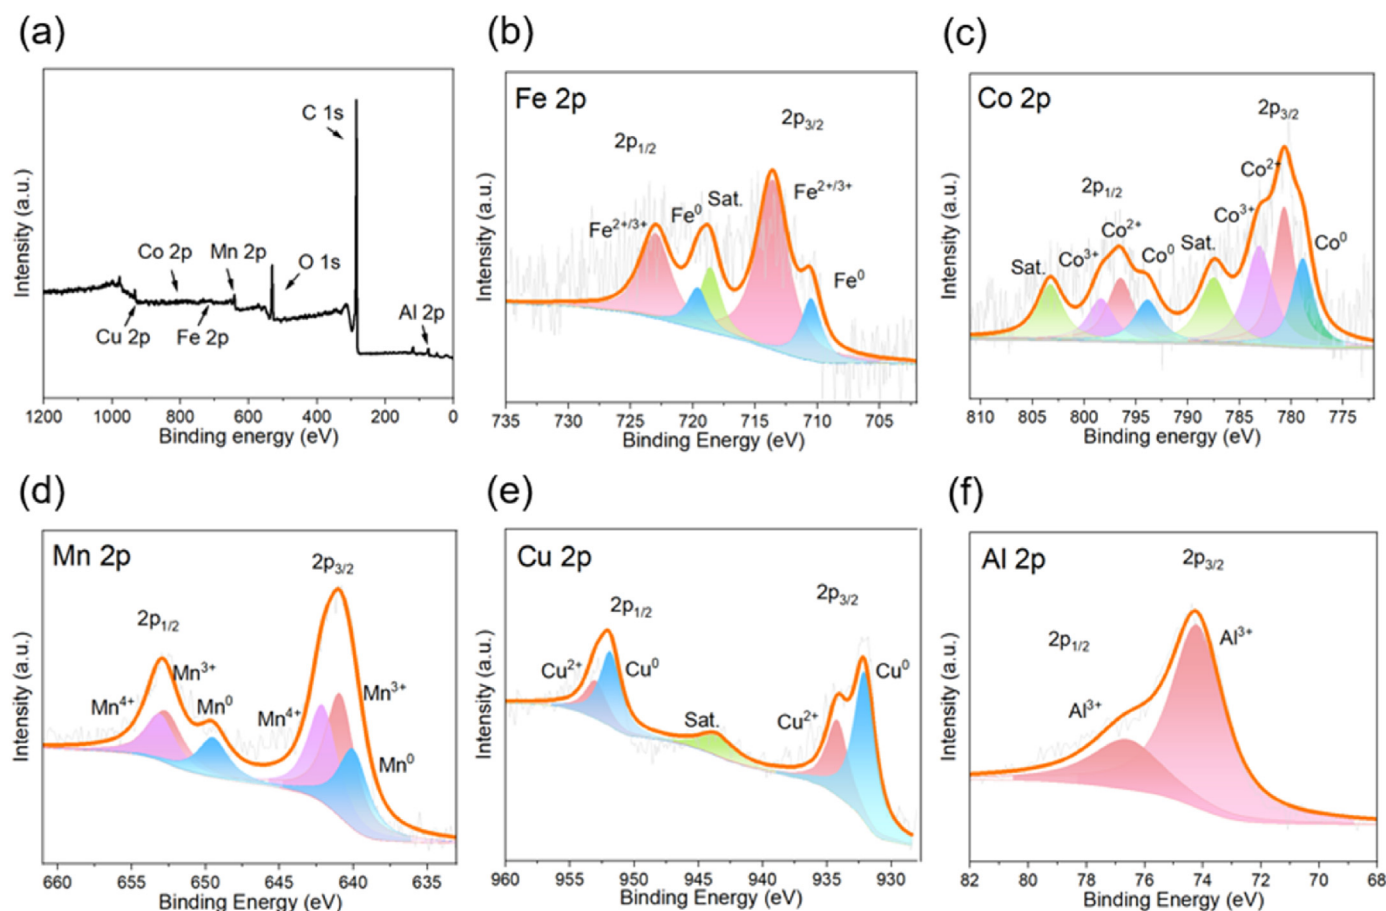 (a)
C 1s
Co 2p
Mn 2p
O 1s
Cu 2p
Fe 2p
Al 2p
Intensity (a.u.)
1200 1000 800 600 400 200 0
Binding energy (eV)
(b)
Fe 2p
2p1/2
2p3/2
Fe2+/3+
Fe0
Sat.
Fe2+/3+
Fe0
Intensity (a.u.)
735 730 725 720 715 710 705
Binding Energy (eV)
(c)
Co 2p
2p3/2
2p1/2
Co2+
Co3+
Co0
Sat.
Co3+
Co2+
Co0
Sat.
Intensity (a.u.)
810 805 800 795 790 785 780 775
Binding energy (eV)
(d)
Mn 2p
2p3/2
2p1/2
Mn4+
Mn3+
Mn0
Mn4+
Mn3+
Mn0
Intensity (a.u.)
660 655 650 645 640 635
Binding Energy (eV)
(e)
Cu 2p
2p1/2
2p3/2
Cu2+
Cu0
Sat.
Cu2+
Cu0
Intensity (a.u.)
960 955 950 945 940 935 930
Binding Energy (eV)
(f)
Al 2p
2p3/2
2p1/2
Al3+
Al3+
Intensity (a.u.)
82 80 78 76 74 72 70 68
Binding Energy (eV)